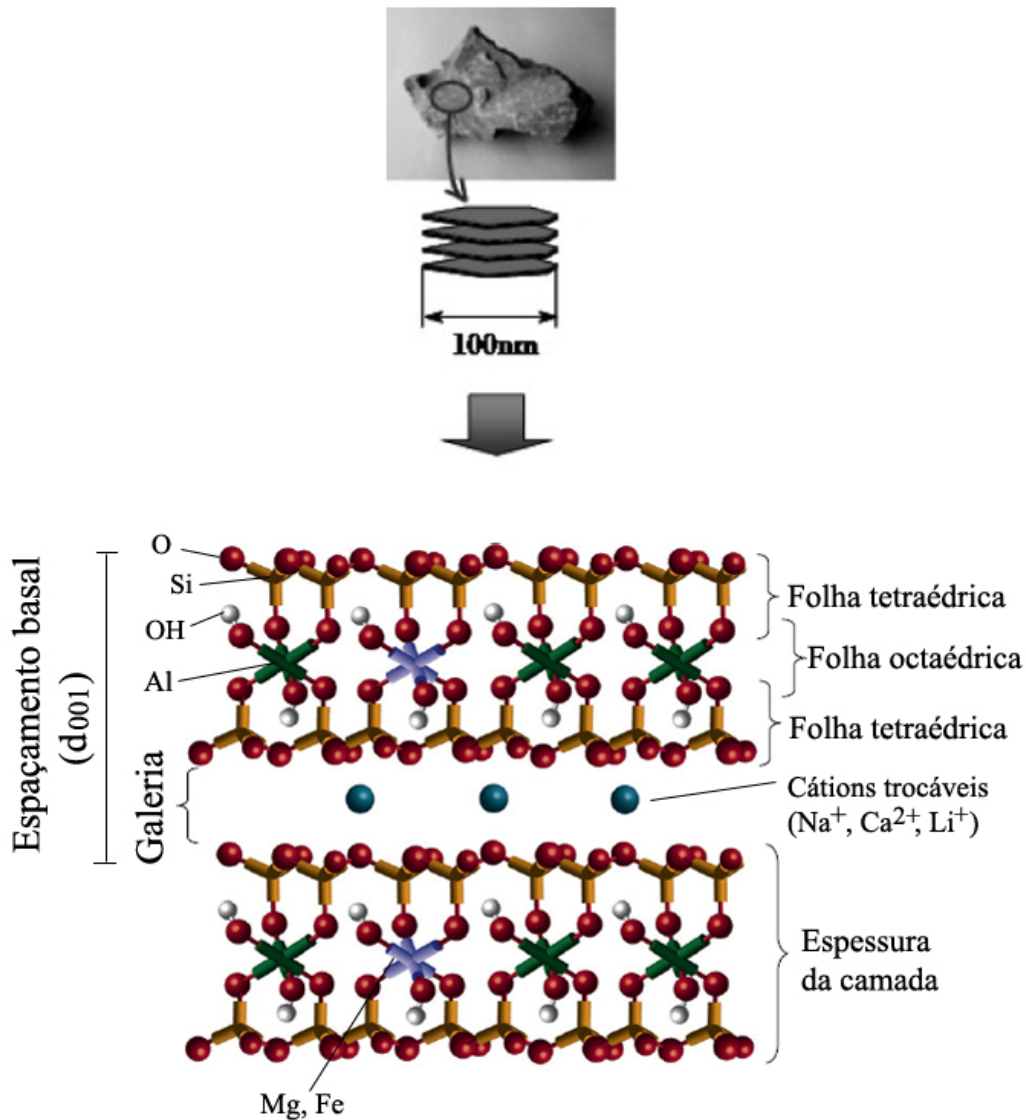 100nm
O
Si
OH
Al
Espaçamento basal
(d001)
Galeria
Folha tetraédrica
Folha octaédrica
Folha tetraédrica
Cátions trocáveis
(Na⁺, Ca²⁺, Li⁺)
Espessura
da camada
Mg, Fe